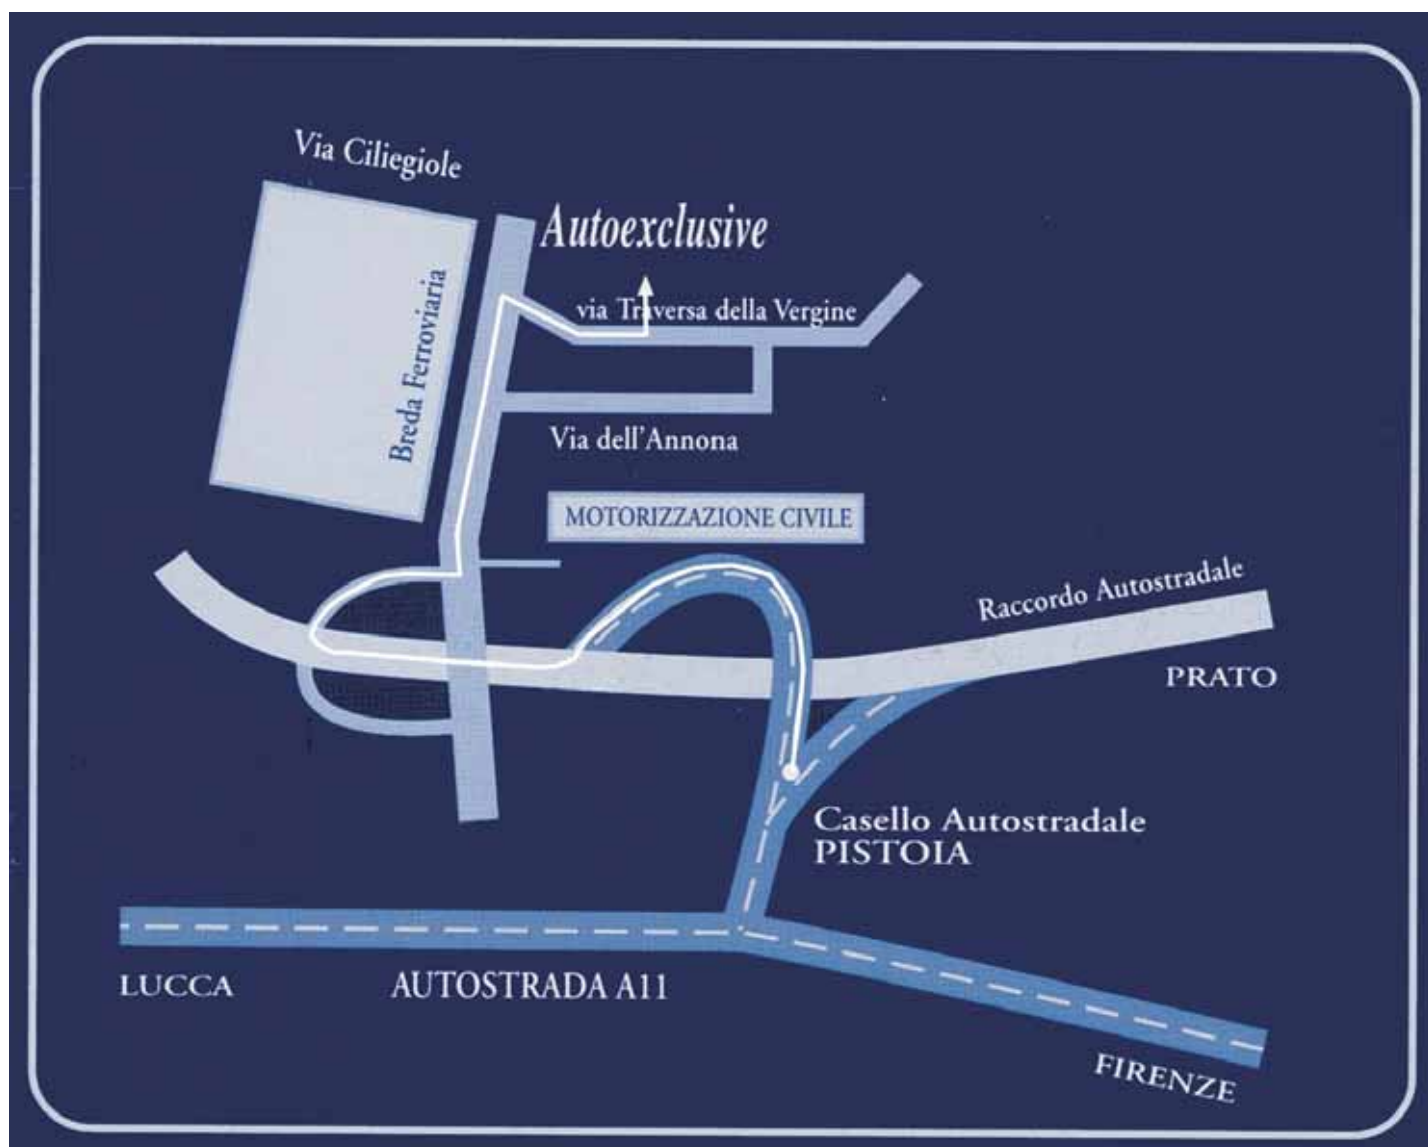 Via Ciliegiole
Autoexclusive
Breda Ferroviaria
via Traversa della Vergine
Via dell'Annona
MOTORIZZAZIONE CIVILE
Raccordo Autostradale
PRATO
Casello Autostradale
PISTOIA
LUCCA
AUTOSTRADA A11
FIRENZE